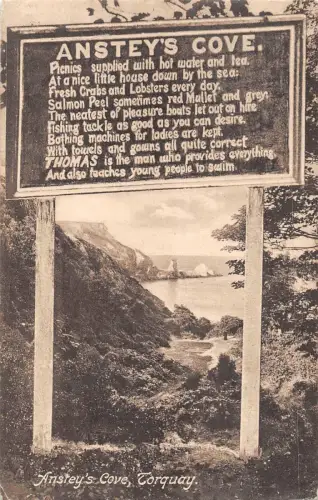 Anstey's Cove, Torquay
ANSTEY'S COVE.
Picnics supplied with hot water and tea.
At a nice little house down by the sea:
Fresh Crabs and Lobsters every day,
Salmon Peel sometimes red Mullet and grey:
The neatest of pleasure boats let out on hire
Fishing tackle as good as you can desire.
Bathing machines for ladies are kept.
With towels and gowns all quite correct
THOMAS is the man who provides everything,
And also teaches young people to swim.
Anstey's Cove, Torquay.